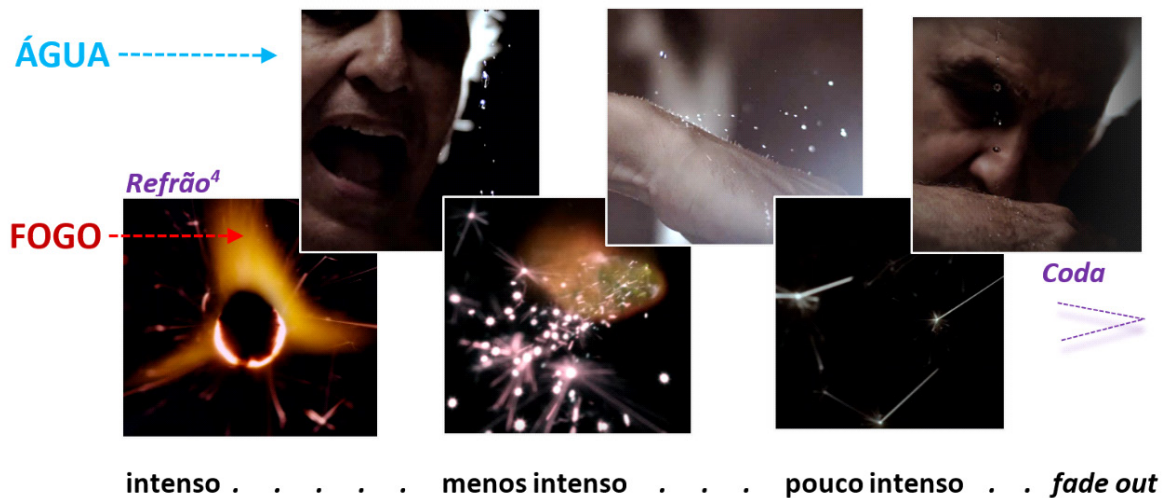 ÁGUA
Refrão⁴
FOGO
Coda
intenso . . . . . menos intenso . . . pouco intenso . . fade out